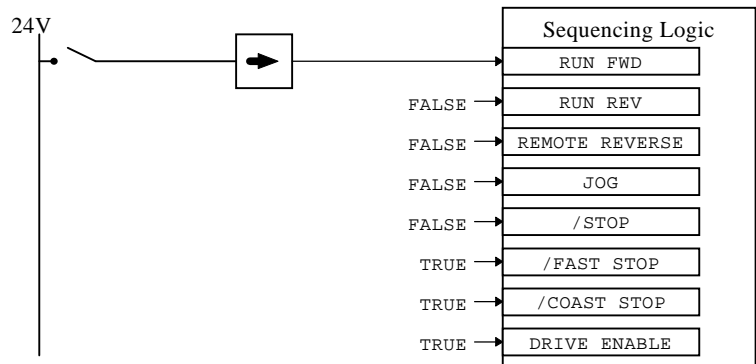 24V
Sequencing Logic
RUN FWD
FALSE RUN REV
FALSE REMOTE REVERSE
FALSE JOG
FALSE /STOP
TRUE /FAST STOP
TRUE /COAST STOP
TRUE DRIVE ENABLE